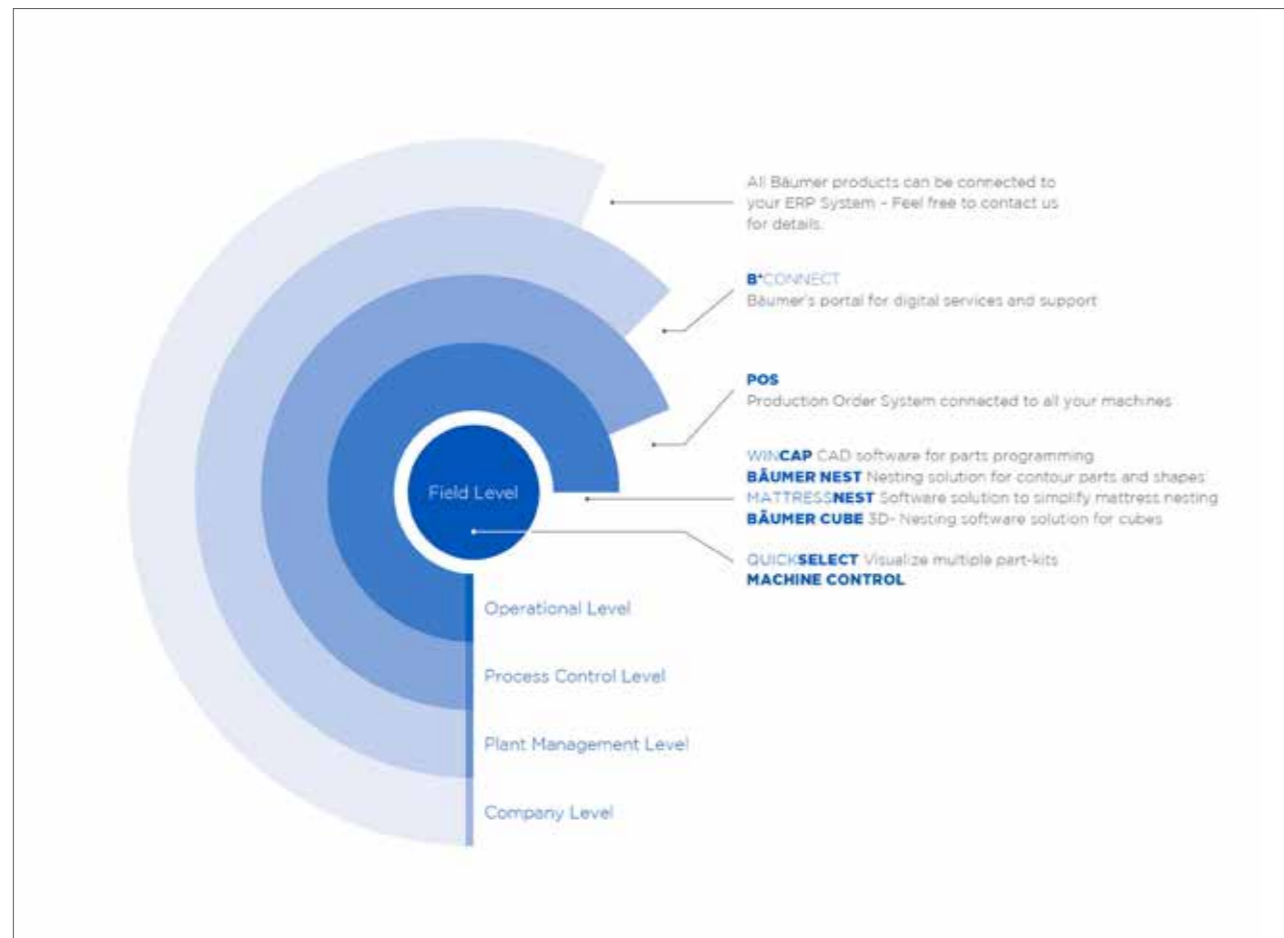 All Bäumer products can be connected to
your ERP System – Feel free to contact us
for details.
B+CONNECT
Bäumer's portal for digital services and support
POS
Production Order System connected to all your machines
WINCAP CAD software for parts programming
BÄUMER NEST Nesting solution for contour parts and shapes
MATTRESSNEST Software solution to simplify mattress nesting
BÄUMER CUBE 3D- Nesting software solution for cubes
QUICKSELECT Visualize multiple part-kits
MACHINE CONTROL
Field Level
Operational Level
Process Control Level
Plant Management Level
Company Level